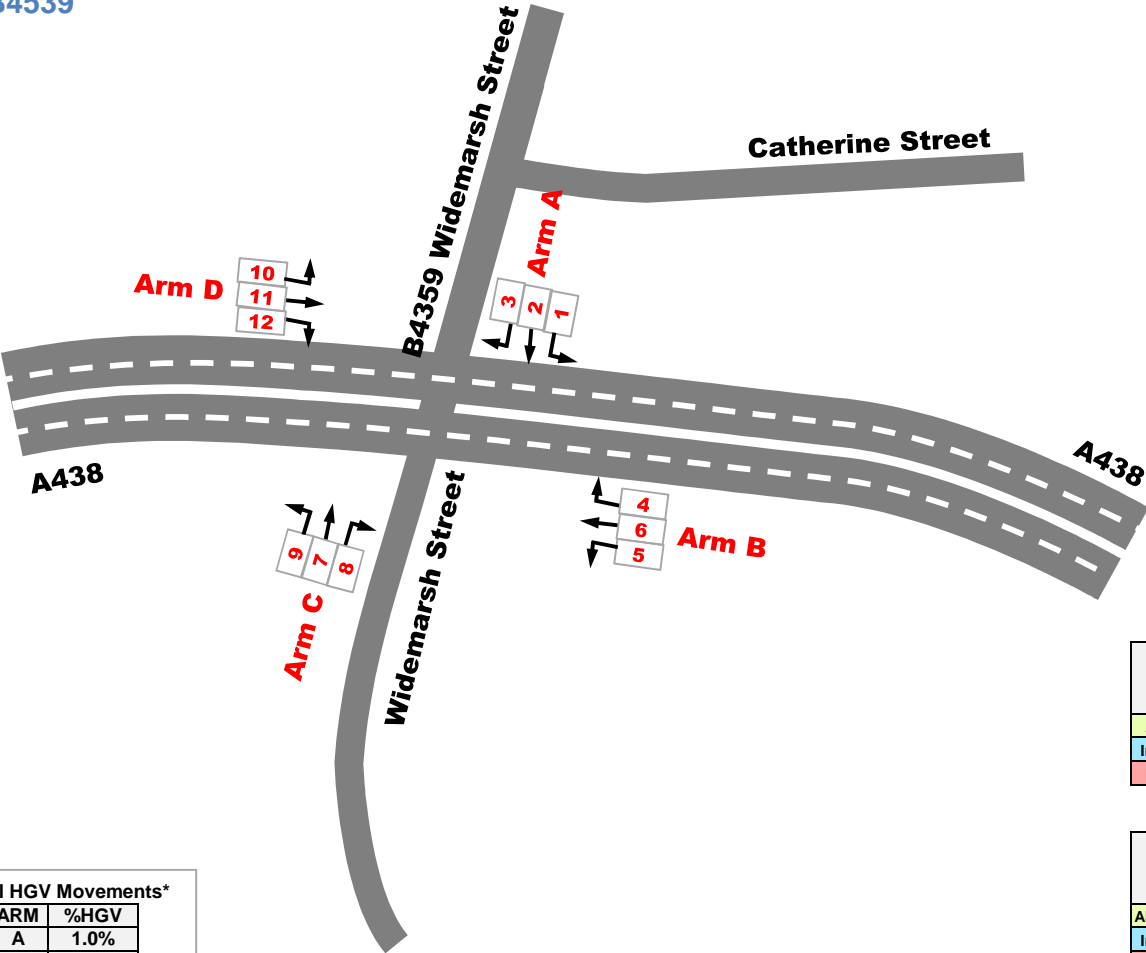 B4539
B4359 Widemarsh Street
Catherine Street
Arm A
3 2 1
Arm D
10
11
12
A438
A438
4
6
5
Arm B
9 7 8
Arm C
Widemarsh Street
HGV Movements*
ARM %HGV
A 1.0%